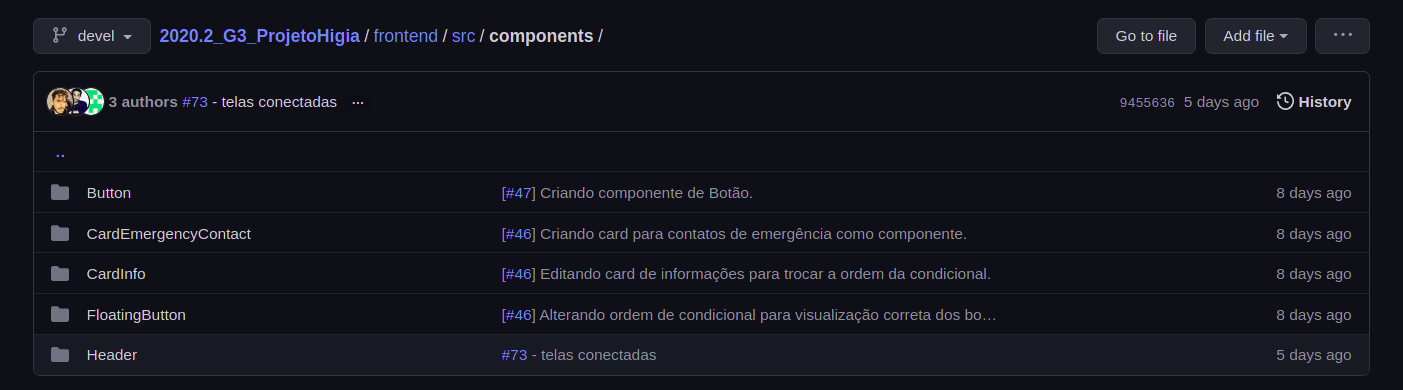 devel 2020.2_G3_ProjetoHigia / frontend / src / components / Go to file Add file ...
3 authors #73 - telas conectadas ... 9455636 5 days ago History
..
Button [#47] Criando componente de Botão. 8 days ago
CardEmergencyContact [#46] Criando card para contatos de emergência como componente. 8 days ago
CardInfo [#46] Editando card de informações para trocar a ordem da condicional. 8 days ago
FloatingButton [#46] Alterando ordem de condicional para visualização correta dos bo... 8 days ago
Header #73 - telas conectadas 5 days ago